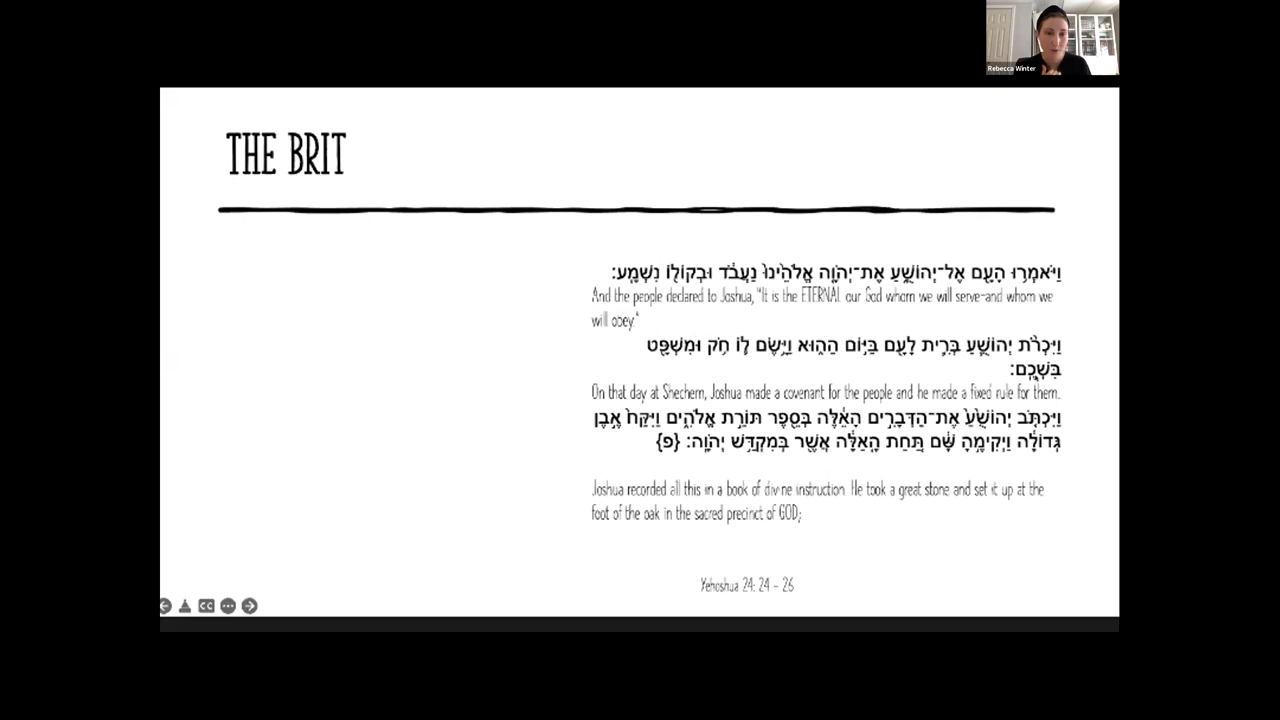 Rebecca Winter
THE BRIT
וַיֹּאמְר֥וּ הָעָ֖ם אֶל־יְהוֹשֻׁ֑עַ אֶת־יְהֹוָ֤ה אֱלֹהֵ֙ינוּ֙ נַעֲבֹ֔ד וּבְקוֹל֖וֹ נִשְׁמָֽע׃
And the people declared to Joshua, "It is the ETERNAL our God whom we will serve-and whom we
will obey."
וַיִּכְרֹ֨ת יְהוֹשֻׁ֧עַ בְּרִ֛ית לָעָ֖ם בַּיּ֣וֹם הַה֑וּא וַיָּ֥שֶׂם ל֛וֹ חֹ֥ק וּמִשְׁפָּ֖ט
בִּשְׁכֶֽם׃
On that day at Shechem, Joshua made a covenant for the people and he made a fixed rule for them.
וַיִּכְתֹּ֤ב יְהוֹשֻׁ֙עַ֙ אֶת־הַדְּבָרִ֣ים הָאֵ֔לֶּה בְּסֵ֖פֶר תּוֹרַ֣ת אֱלֹהִ֑ים וַיִּקַּח֙ אֶ֣בֶן
גְּדוֹלָ֔ה וַיְקִימֶ֣הָ שָּׁ֔ם תַּ֚חַת הָֽאַלָּ֔ה אֲשֶׁ֖ר בְּמִקְדַּ֥שׁ יְהֹוָֽה׃ {פ}
Joshua recorded all this in a book of divine instruction. He took a great stone and set it up at the
foot of the oak in the sacred precinct of GOD;
Yehoshua 24: 24 - 26
CC